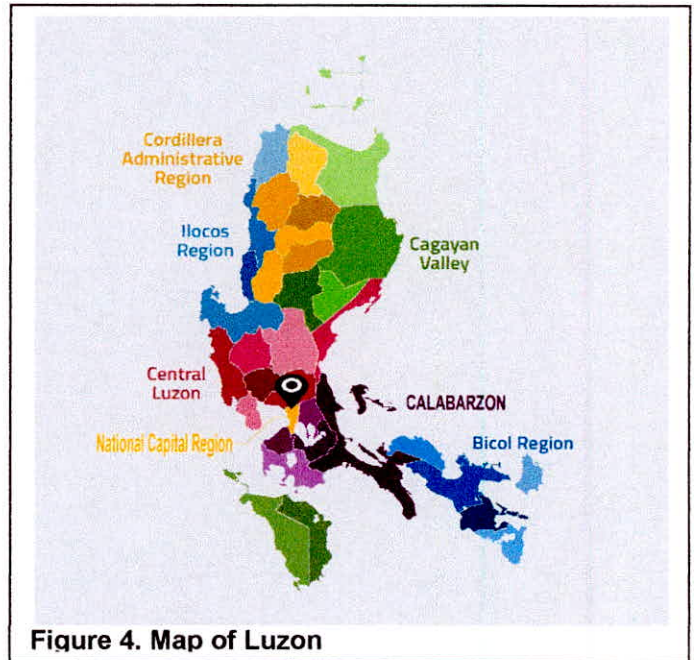 Cordillera
Administrative
Region
Ilocos
Region
Cagayan
Valley
Central
Luzon
CALABARZON
National Capital Region
Bicol Region
Figure 4. Map of Luzon